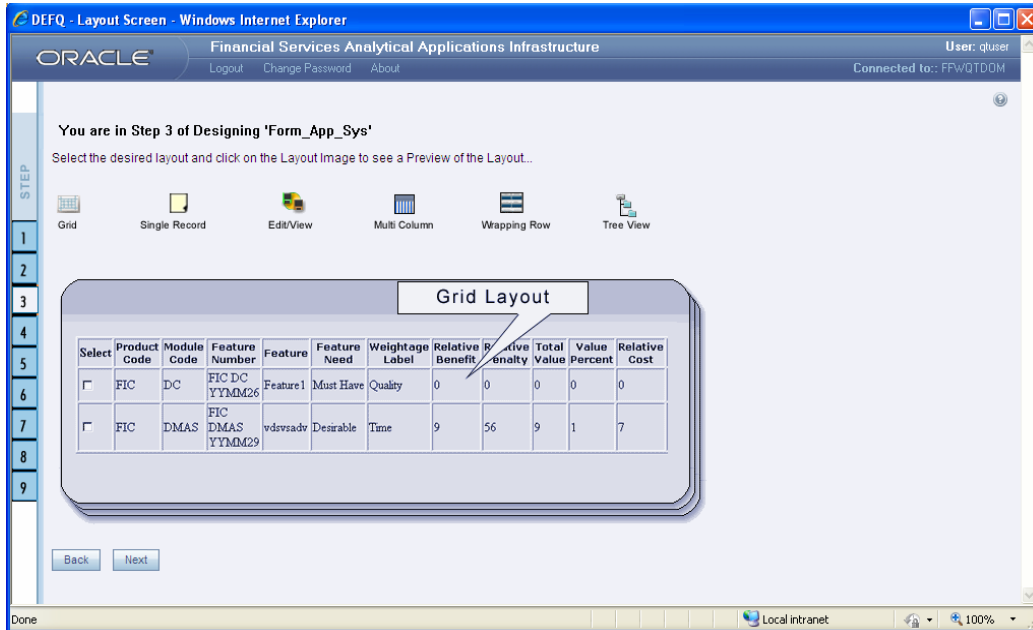 DEFQ - Layout Screen - Windows Internet Explorer
ORACLE
Financial Services Analytical Applications Infrastructure
User: qtuser
Logout Change Password About
Connected to:: FFWQTDOM
You are in Step 3 of Designing 'Form_App_Sys'
Select the desired layout and click on the Layout Image to see a Preview of the Layout...
STEP
Grid Single Record Edit/View Multi Column Wrapping Row Tree View
1
2
3
4
5
6
7
8
9
Grid Layout
Select Product Code Module Code Feature Number Feature Feature Need Weightage Label Relative Benefit Total Value Value Percent Relative Cost
FIC DC FIC DC YYMM26 Feature1 Must Have Quality 0 0 0 0 0
FIC DMAS FIC DMAS YYMM29 vdsvsadv Desirable Time 9 56 9 1 7
Back Next
Done
Local intranet
100%